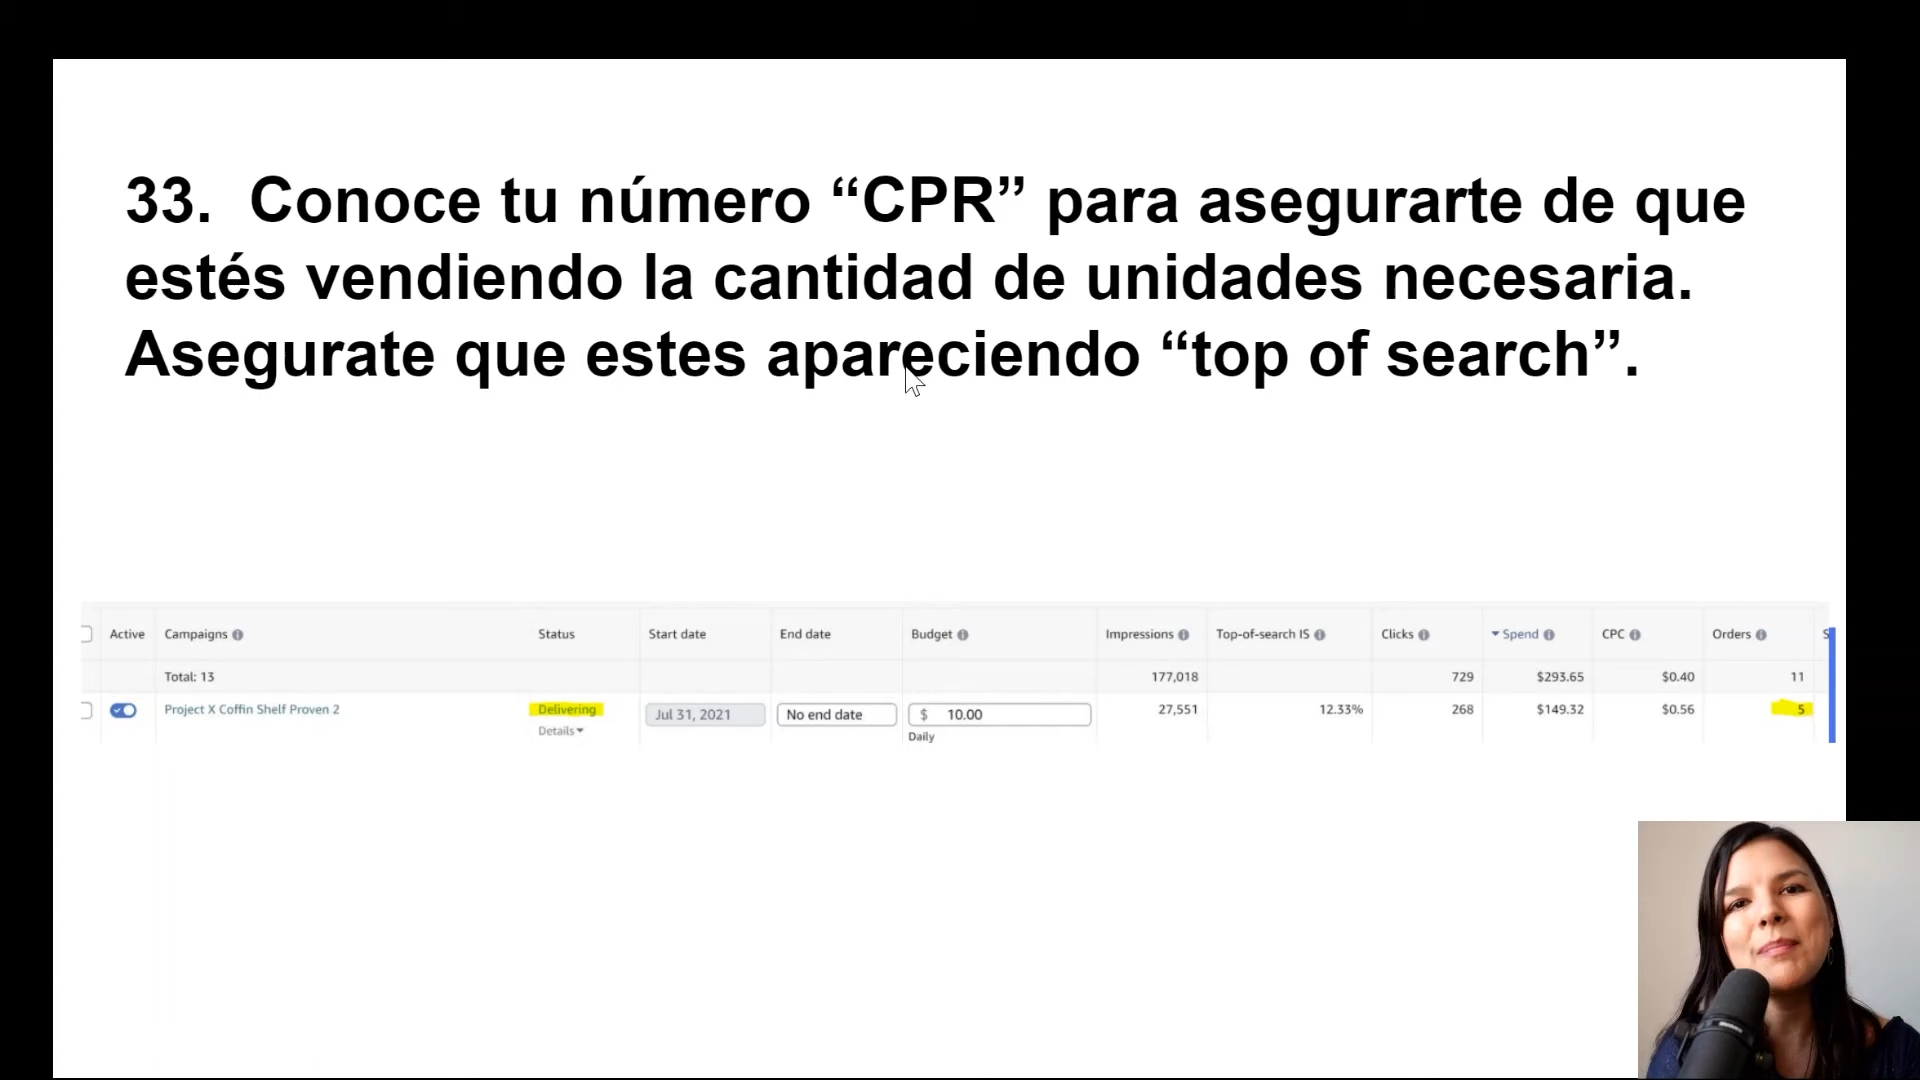 33. Conoce tu número “CPR” para asegurarte de que
estés vendiendo la cantidad de unidades necesaria.
Asegurate que estes apareciendo “top of search”.
Active Campaigns Status Start date End date Budget Impressions Top-of-search IS Clicks Spend CPC Orders S
Total: 13 177,018 729 $293.65 $0.40 11
Project X Coffin Shelf Proven 2 Delivering Jul 31, 2021 No end date $ 10.00 27,551 12.33% 268 $149.32 $0.56 5
Details Daily